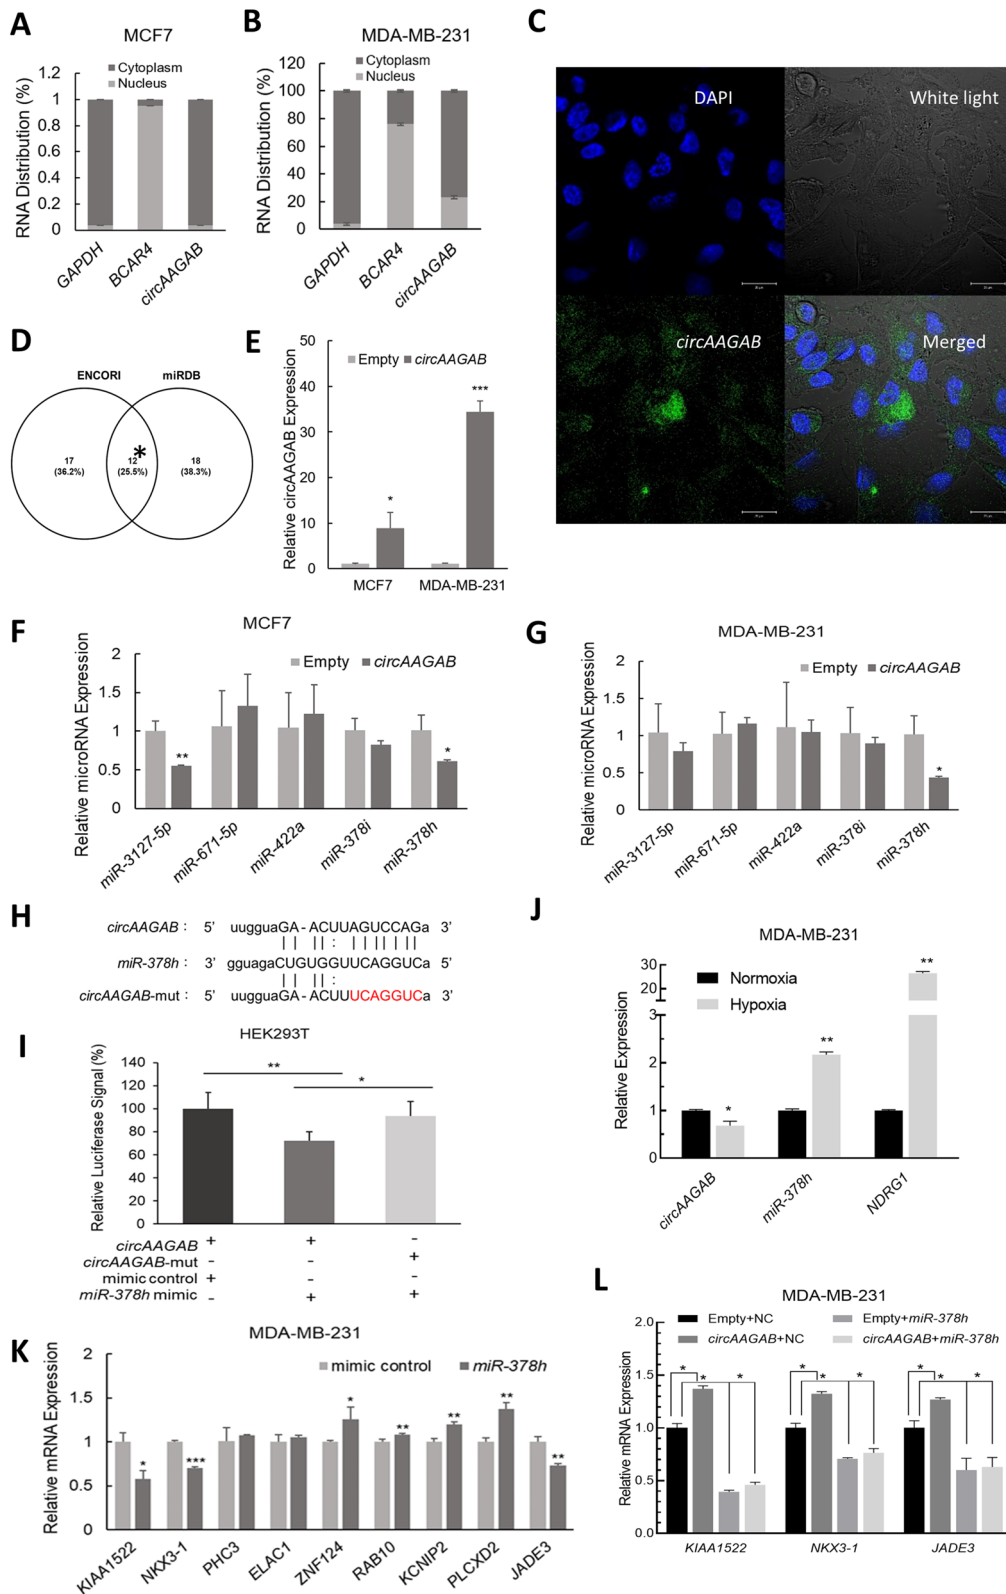 A
MCF7
1.2
1
0.8
0.6
0.4
0.2
0
RNA Distribution (%)
Cytoplasm
Nucleus
GAPDH
BCAR4
circAAGAB
B
MDA-MB-231
120
100
80
60
40
20
0
RNA Distribution (%)
Cytoplasm
Nucleus
GAPDH
BCAR4
circAAGAB
C
DAPI
White light
circAAGAB
Merged
D
ENCORI
miRDB
17
(36.2%)
12
*
(25.5%)
18
(38.3%)
E
50
40
30
20
10
0
Relative circAAGAB Expression
Empty circAAGAB
*
***
MCF7
MDA-MB-231
F
MCF7
2
1.5
1
0.5
0
Relative microRNA Expression
Empty circAAGAB
**
*
miR-3127-5p
miR-671-5p
miR-422a
miR-378i
miR-378h
G
MDA-MB-231
2
1.5
1
0.5
0
Relative microRNA Expression
Empty circAAGAB
*
miR-3127-5p
miR-671-5p
miR-422a
miR-378i
miR-378h
H
circAAGAB : 5' uugguaGA - ACUUAGUCCAGa 3'
| | | | : | | | | | | |
miR-378h : 3' gguagaCUGUGGUUCAGGUCa 5'
| | | | :
circAAGAB-mut : 5' uugguaGA - ACUUUCAGGUCa 3'
I
HEK293T
140
120
100
80
60
40
20
0
Relative Luciferase Signal (%)
**
*
circAAGAB + + -
circAAGAB-mut - - +
mimic control + - -
miR-378h mimic - + +
J
MDA-MB-231
30
20
3
2
1
0
Relative Expression
Normoxia
Hypoxia
*
**
**
circAAGAB
miR-378h
NDRG1
K
MDA-MB-231
2
1.5
1
0.5
0
Relative mRNA Expression
mimic control miR-378h
*
***
*
**
**
**
**
KIAA1522
NKX3-1
PHC3
ELAC1
ZNF124
RAB10
KCNIP2
PLCXD2
JADE3
L
MDA-MB-231
Empty+NC
Empty+miR-378h
circAAGAB+NC
circAAGAB+miR-378h
2.0
1.5
1.0
0.5
0.0
Relative mRNA Expression
* * *
* * *
* * *
KIAA1522
NKX3-1
JADE3